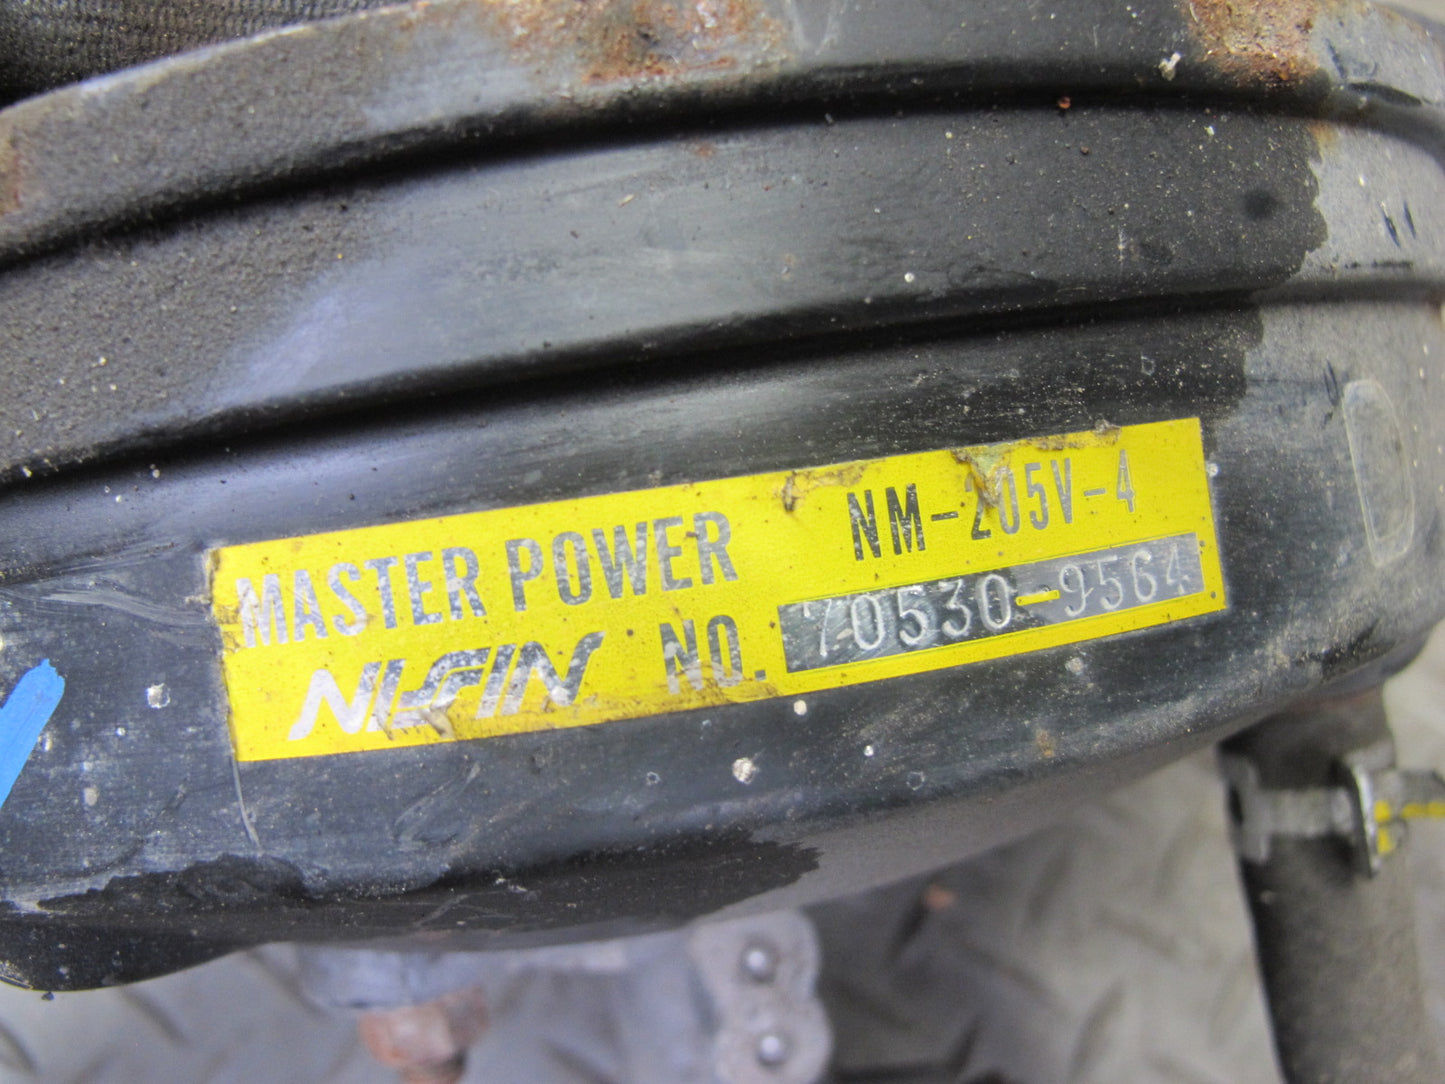 MASTER POWER NM-205V-4
NISSIN NO. 70530-9564